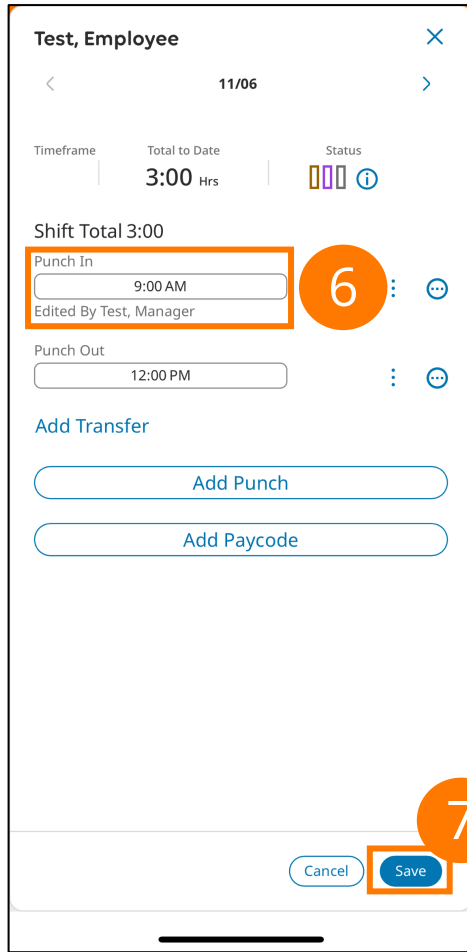 Test, Employee
11/06
Timeframe Total to Date Status
3:00 Hrs
Shift Total 3:00
Punch In
9:00 AM
6
Edited By Test, Manager
Punch Out
12:00 PM
Add Transfer
Add Punch
Add Paycode
7
Cancel Save